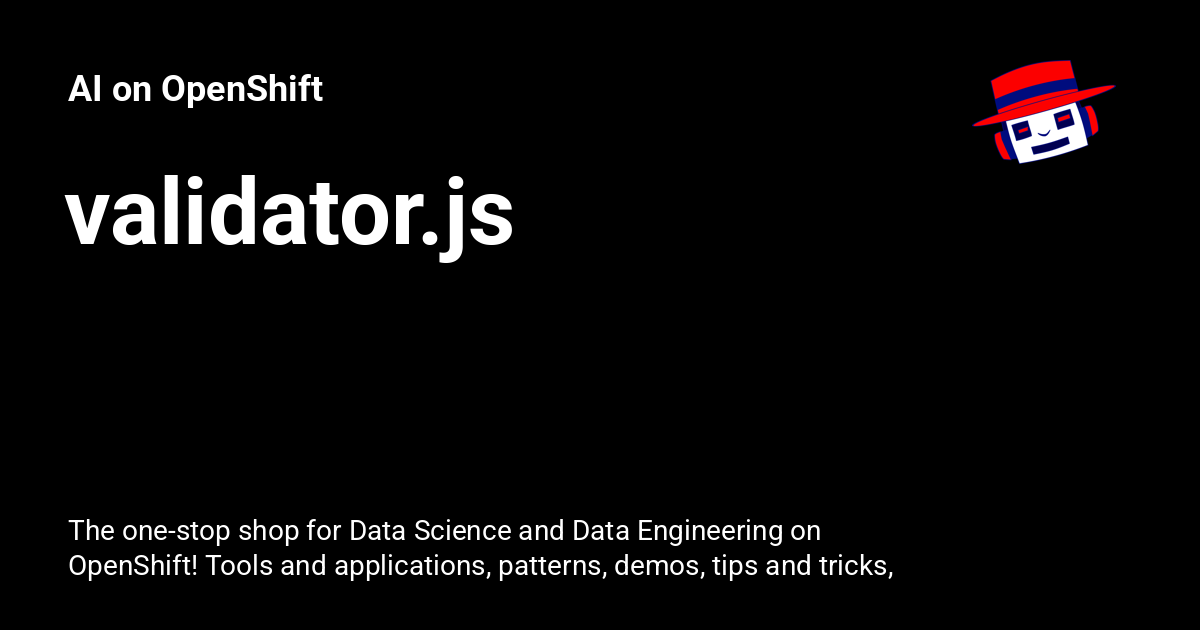 AI on OpenShift
validator.js
The one-stop shop for Data Science and Data Engineering on
OpenShift! Tools and applications, patterns, demos, tips and tricks,